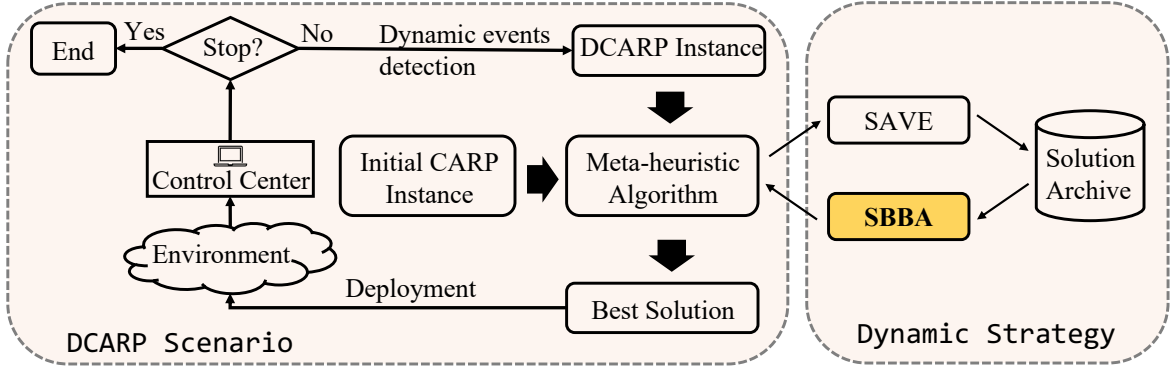 End
Yes
Stop?
No
Dynamic events
detection
DCARP Instance
Control Center
Initial CARP
Instance
Meta-heuristic
Algorithm
Environment
Deployment
Best Solution
DCARP Scenario
SAVE
SBBA
Solution
Archive
Dynamic Strategy